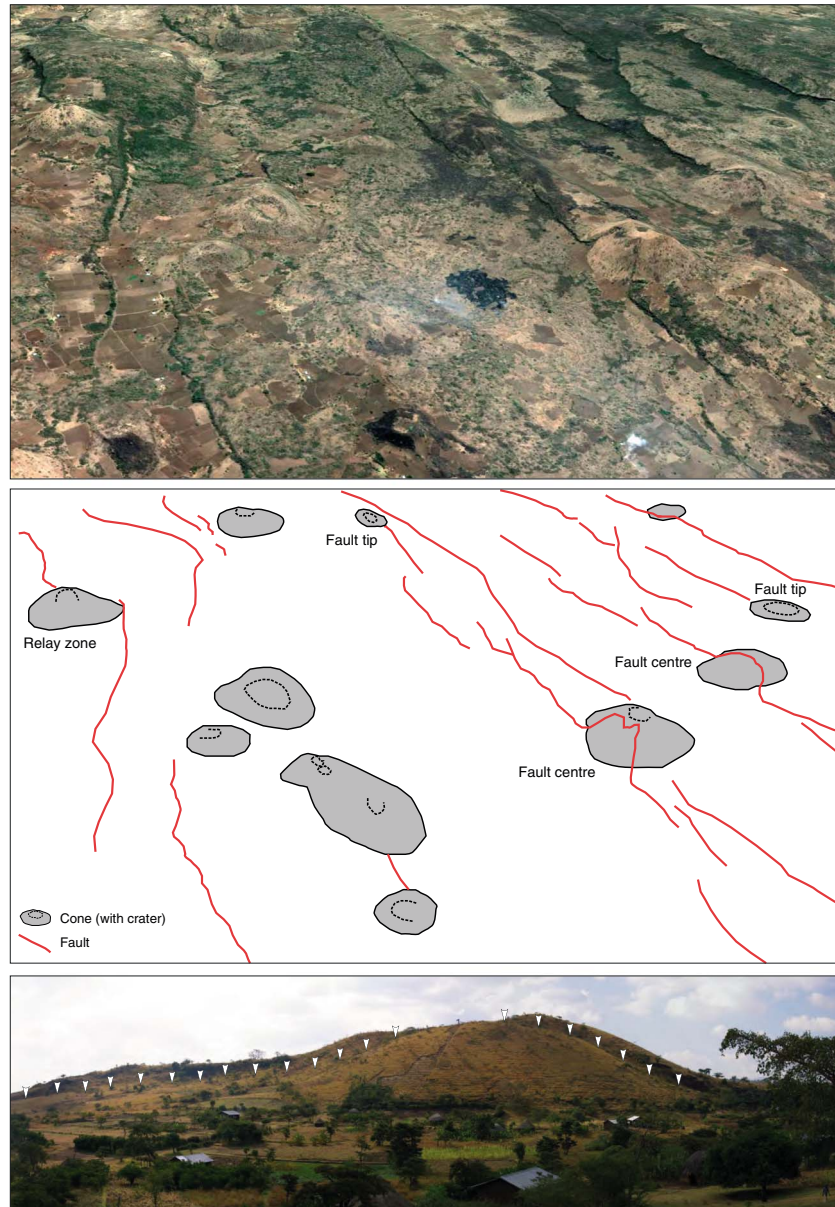 Fault tip
Fault tip
Relay zone
Fault centre
Fault centre
Cone (with crater)
Fault